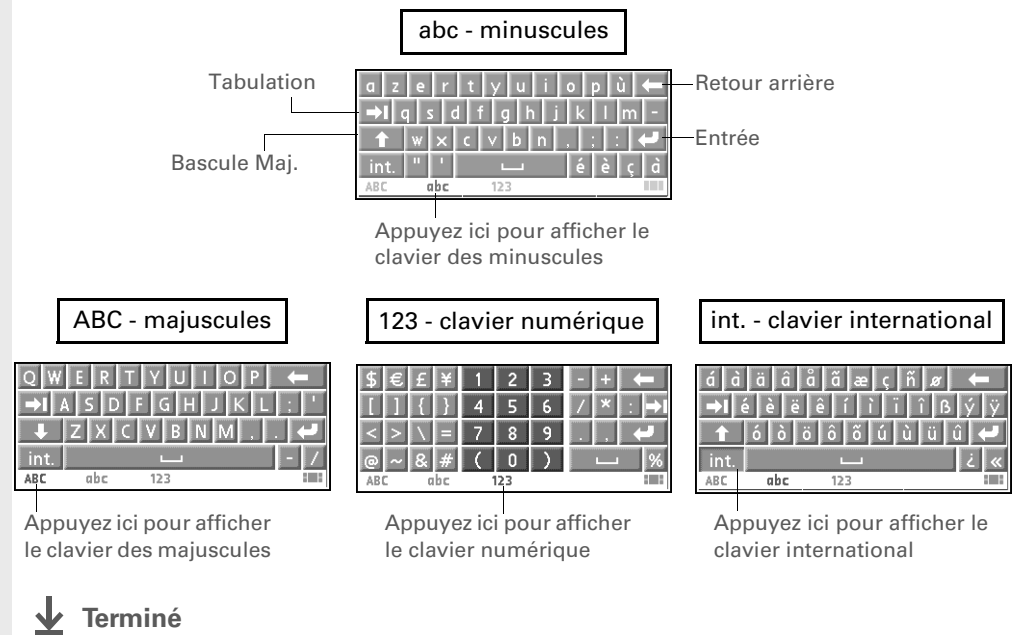 abc - minuscules
Tabulation
Retour arrière
Entrée
Bascule Maj.
a z e r t y u i o p ù
q s d f g h j k l m -
w x c v b n , ; :
int. " ' é è ç à
ABC abc 123
Appuyez ici pour afficher le
clavier des minuscules
ABC - majuscules
Q W E R T Y U I O P
A S D F G H J K L ; '
Z X C V B N M , .
int. - /
ABC abc 123
Appuyez ici pour afficher
le clavier des majuscules
123 - clavier numérique
$ € £ ¥ 1 2 3 - +
[ ] { } 4 5 6 / * :
< > \ = 7 8 9 . ,
@ ~ & # ( 0 ) %
ABC abc 123
Appuyez ici pour afficher
le clavier numérique
int. - clavier international
á à ä â å ã æ ç ñ ø
é è ë ê í ì ï î ß ý ÿ
ó ò ö ô õ ú ù ü û
int. ¿ «
ABC abc 123
Appuyez ici pour afficher le
clavier international
Terminé